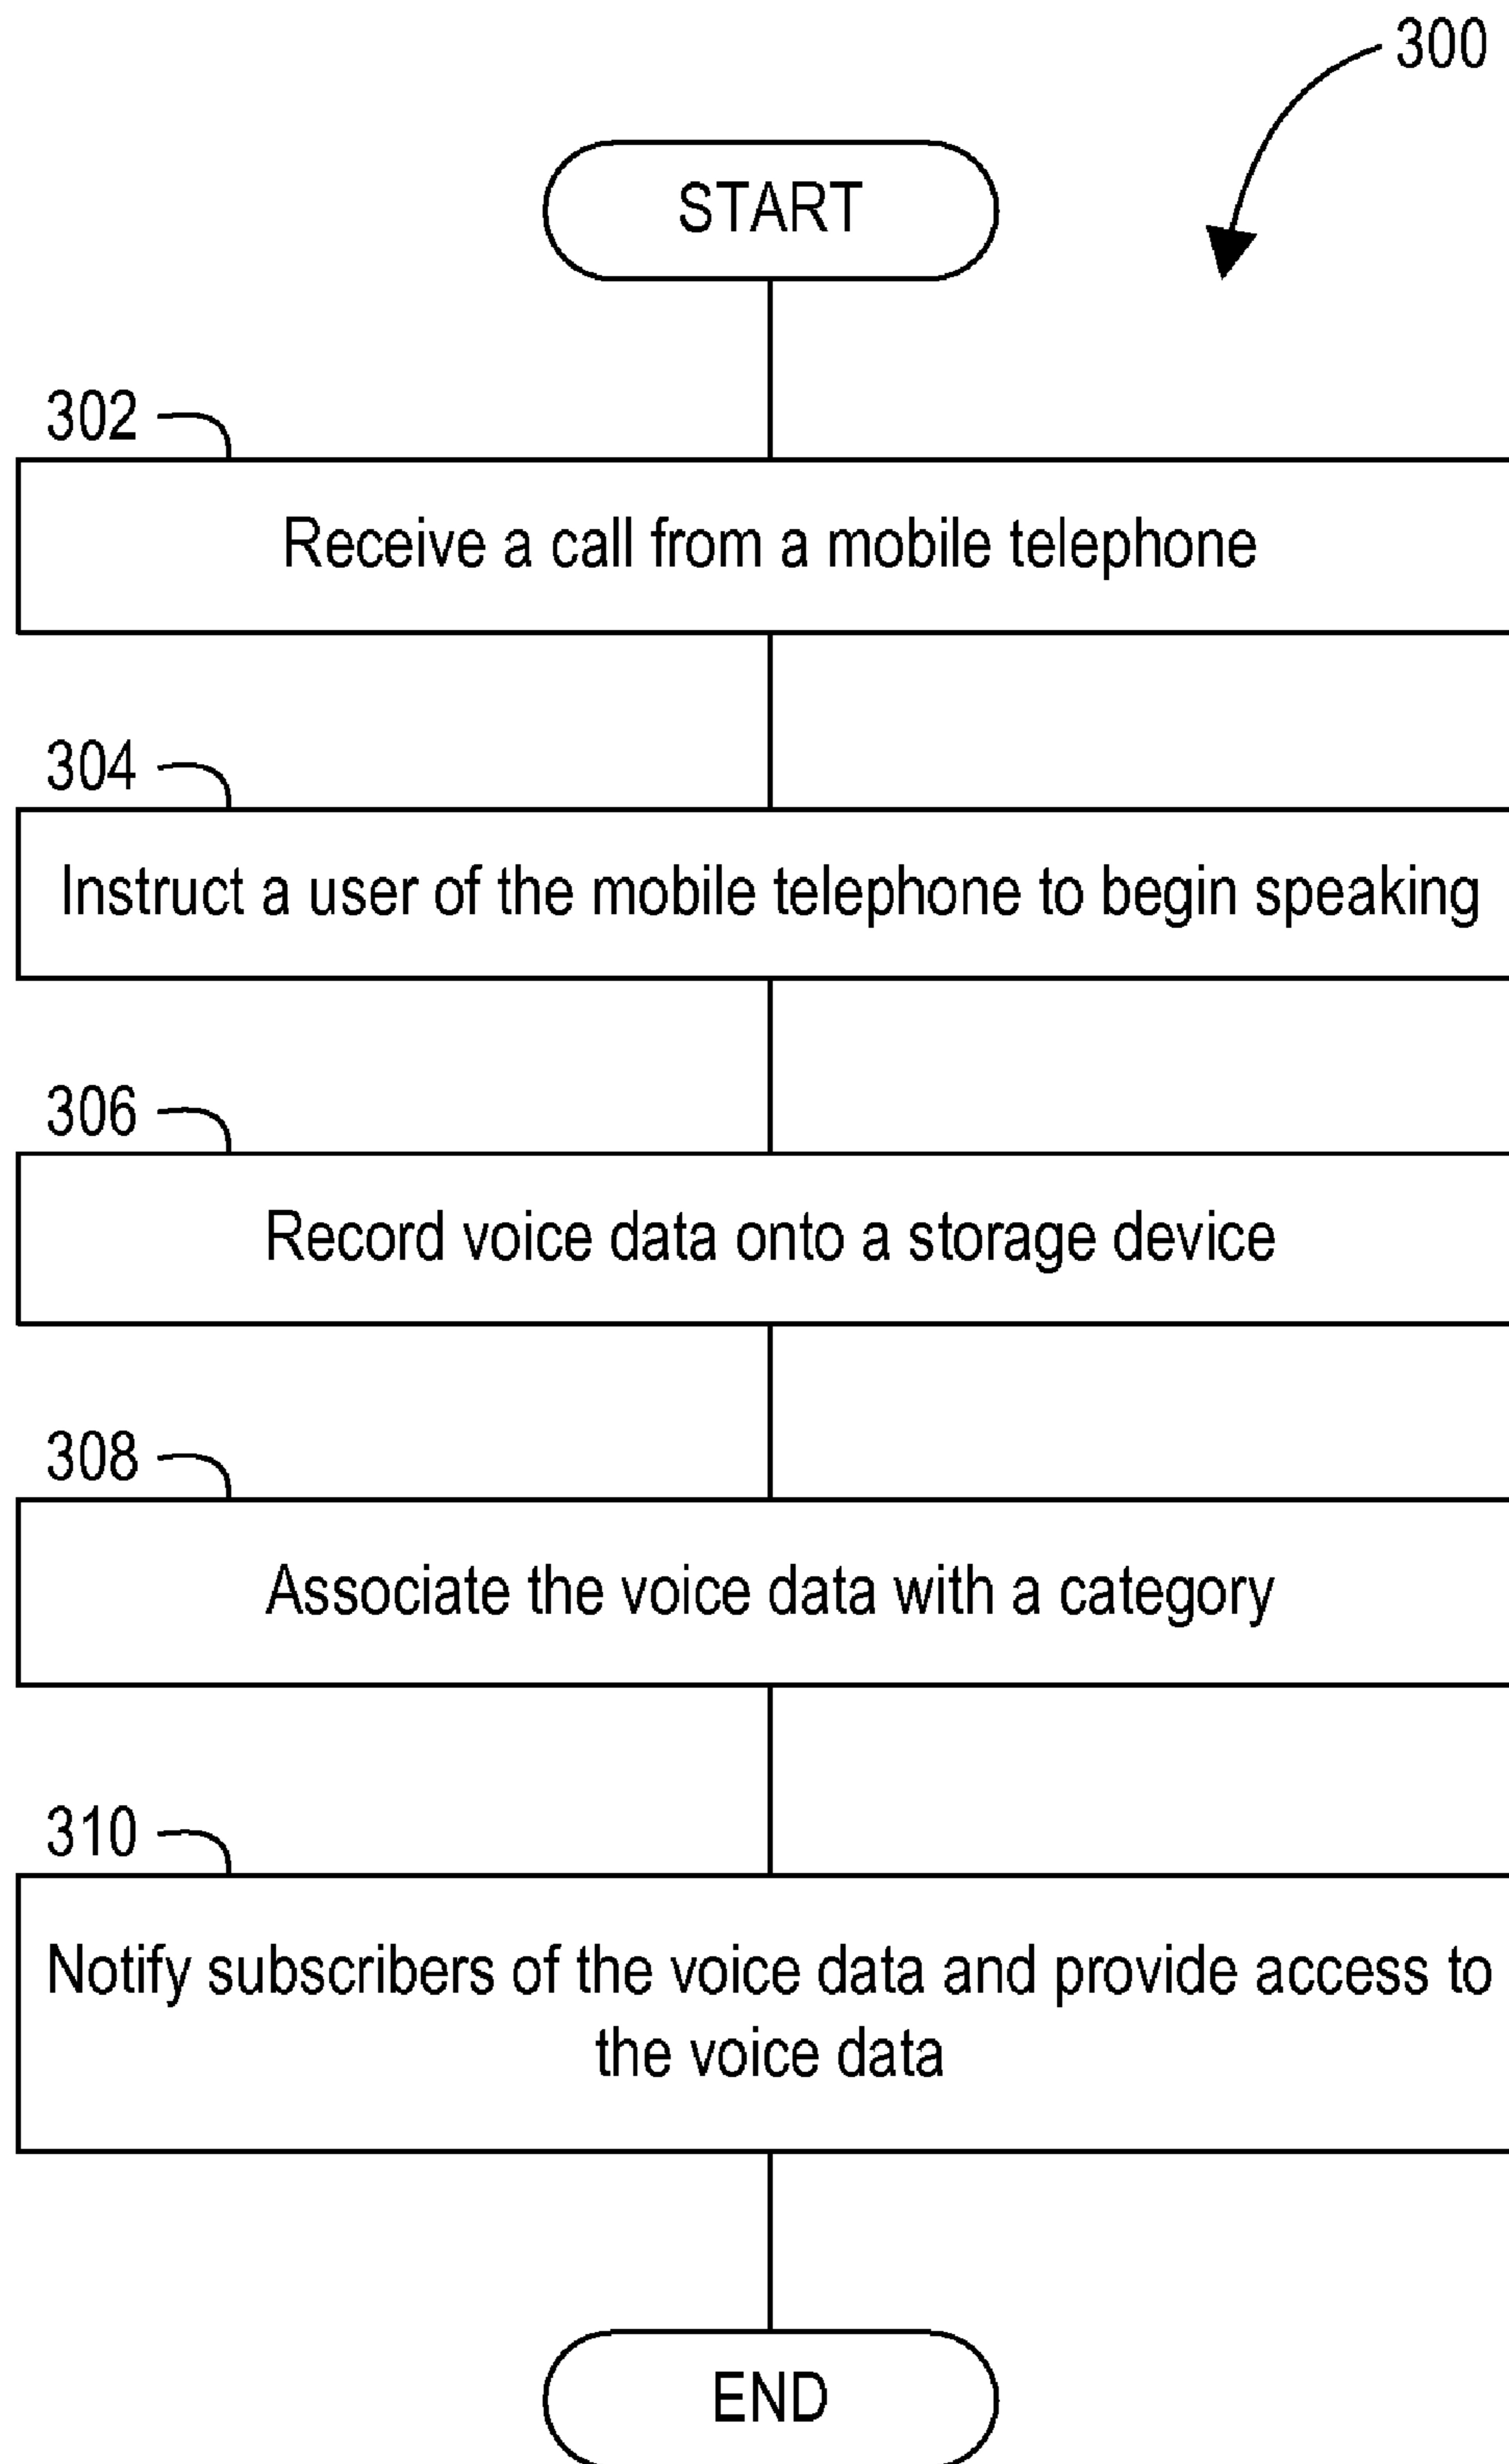 300
START
302
Receive a call from a mobile telephone
304
Instruct a user of the mobile telephone to begin speaking
306
Record voice data onto a storage device
308
Associate the voice data with a category
310
Notify subscribers of the voice data and provide access to
the voice data
END